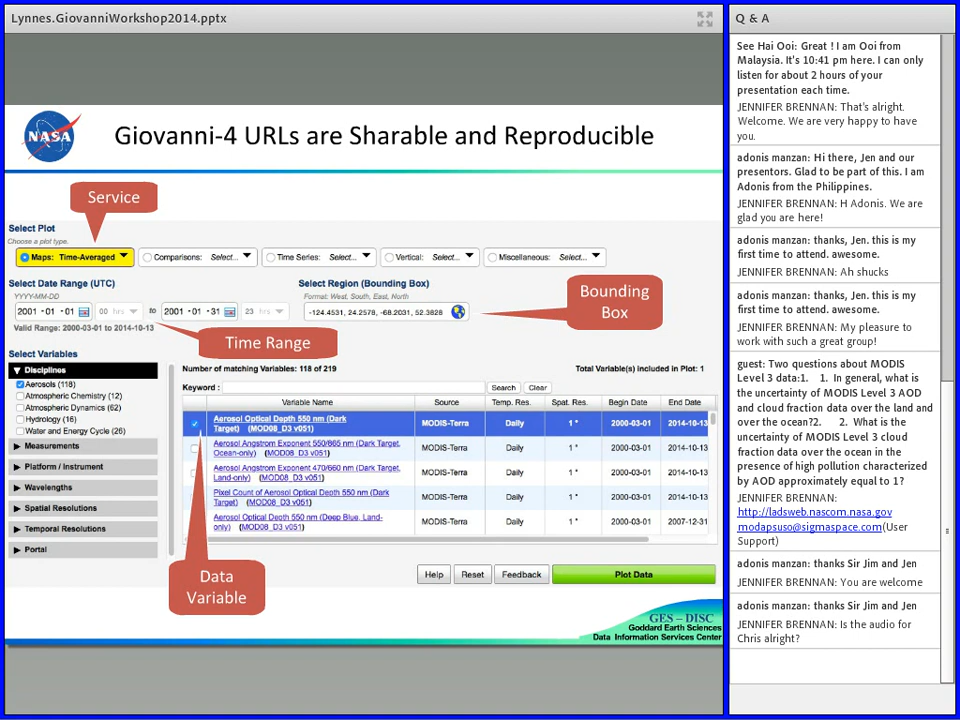 Lynnes.GiovanniWorkshop2014.pptx
NASA
Giovanni-4 URLs are Sharable and Reproducible
Service
Select Plot
Choose a plot type.
Maps: Time-Averaged
Comparisons: Select...
Time Series: Select...
Vertical: Select...
Miscellaneous: Select...
Select Date Range (UTC)
YYYY-MM-DD
2001 -01 -01
00 hrs
to
2001 -01 -31
23 hrs
Valid Range: 2000-03-01 to 2014-10-13
Select Region (Bounding Box)
Format: West, South, East, North
-124.4531, 24.2578, -68.2031, 52.3828
Bounding
Box
Time Range
Select Variables
Disciplines
Aerosols (118)
Atmospheric Chemistry (12)
Atmospheric Dynamics (62)
Hydrology (16)
Water and Energy Cycle (26)
Measurements
Platform / Instrument
Wavelengths
Spatial Resolutions
Temporal Resolutions
Portal
Number of matching Variables: 118 of 219
Total Variable(s) included in Plot: 1
Keyword :
Search
Clear
Variable Name Source Temp. Res. Spat. Res. Begin Date End Date
Aerosol Optical Depth 550 nm (Dark
Target) (MOD08_D3 v051) MODIS-Terra Daily 1 ° 2000-03-01 2014-10-13
Aerosol Angstrom Exponent 550/865 nm (Dark Target,
Ocean-only) (MOD08_D3 v051) MODIS-Terra Daily 1 ° 2000-03-01 2014-10-13
Aerosol Angstrom Exponent 470/660 nm (Dark Target,
Land-only) (MOD08_D3 v051) MODIS-Terra Daily 1 ° 2000-03-01 2014-10-13
Pixel Count of Aerosol Optical Depth 550 nm (Dark
Target) (MOD08_D3 v051) MODIS-Terra Daily 1 ° 2000-03-01 2014-10-13
Aerosol Optical Depth 550 nm (Deep Blue, Land-
only) (MOD08_D3 v051) MODIS-Terra Daily 1 ° 2000-03-01 2007-12-31
Data
Variable
Help
Reset
Feedback
Plot Data
GES – DISC
Goddard Earth Sciences
Data Information Services Center
Q & A
See Hai Ooi: Great ! I am Ooi from
Malaysia. It's 10:41 pm here. I can only
listen for about 2 hours of your
presentation each time.
JENNIFER BRENNAN: That's alright.
Welcome. We are very happy to have
you.
adonis manzan: Hi there, Jen and our
presentors. Glad to be part of this. I am
Adonis from the Philippines.
JENNIFER BRENNAN: H Adonis. We are
glad you are here!
adonis manzan: thanks, Jen. this is my
first time to attend. awesome.
JENNIFER BRENNAN: Ah shucks
adonis manzan: thanks, Jen. this is my
first time to attend. awesome.
JENNIFER BRENNAN: My pleasure to
work with such a great group!
guest: Two questions about MODIS
Level 3 data:1. 1. In general, what is
the uncertainty of MODIS Level 3 AOD
and cloud fraction data over the land and
over the ocean?2. 2. What is the
uncertainty of MODIS Level 3 cloud
fraction data over the ocean in the
presence of high pollution characterized
by AOD approximately equal to 1?
JENNIFER BRENNAN:
http://ladsweb.nascom.nasa.gov
modapsuso@sigmaspace.com(User
Support)
adonis manzan: thanks Sir Jim and Jen
JENNIFER BRENNAN: You are welcome
adonis manzan: thanks Sir Jim and Jen
JENNIFER BRENNAN: Is the audio for
Chris alright?